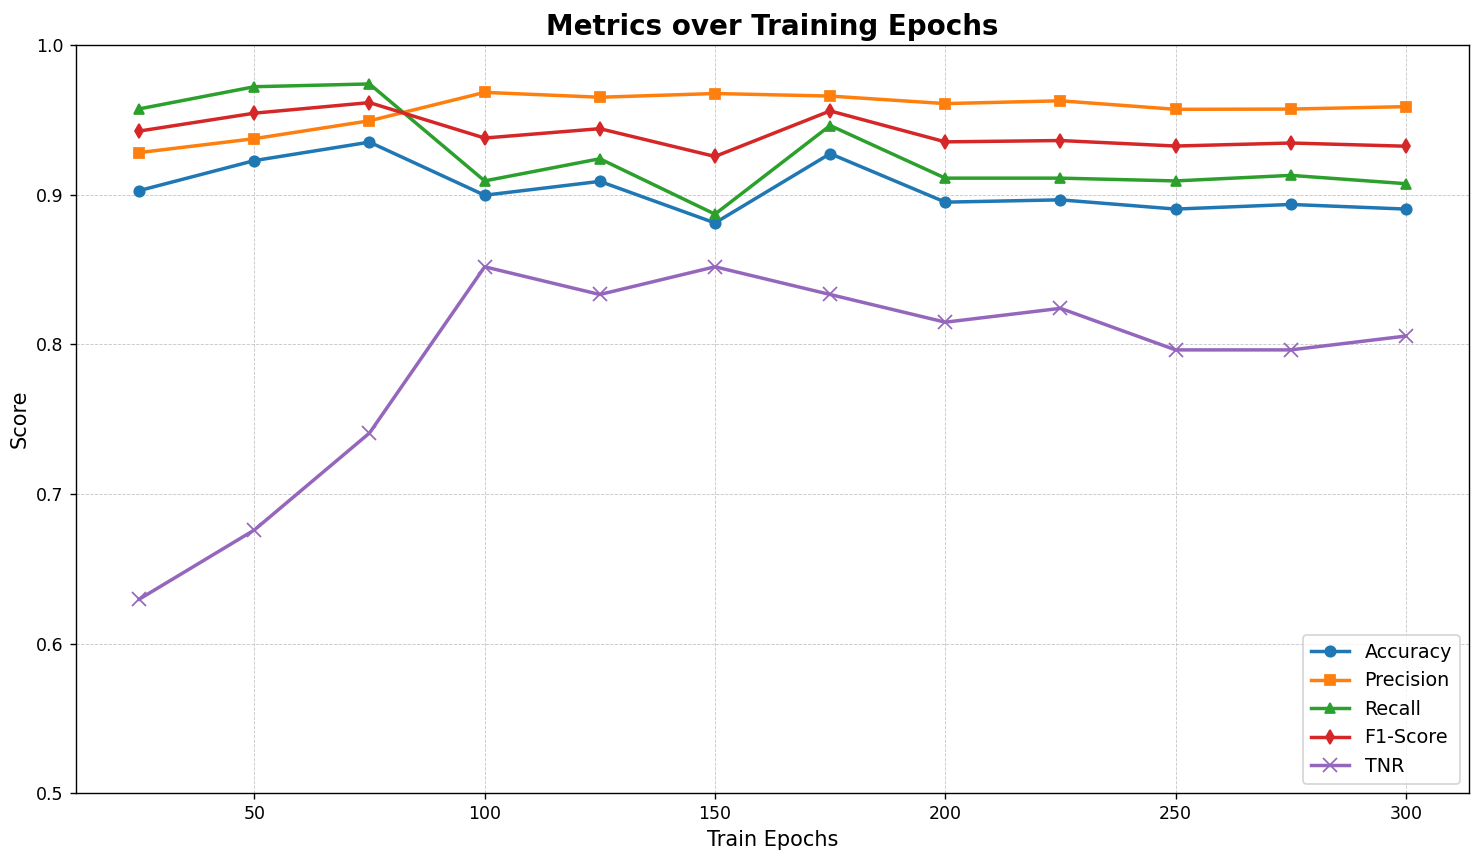 Metrics over Training Epochs
1.0
0.9
0.8
0.7
0.6
0.5
Score
Accuracy
Precision
Recall
F1-Score
TNR
50 100 150 200 250 300
Train Epochs